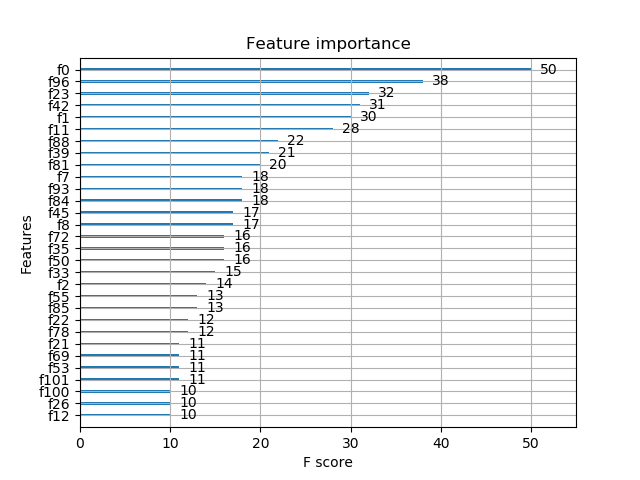 Feature importance
f0 50
f96 38
f23 32
f42 31
f1 30
f11 28
f88 22
f39 21
f81 20
f7 18
f93 18
f84 18
f45 17
f8 17
f72 16
f35 16
f50 16
f33 15
f2 14
f55 13
f85 13
f22 12
f78 12
f21 11
f69 11
f53 11
f101 11
f100 10
f26 10
f12 10
Features
0 10 20 30 40 50
F score